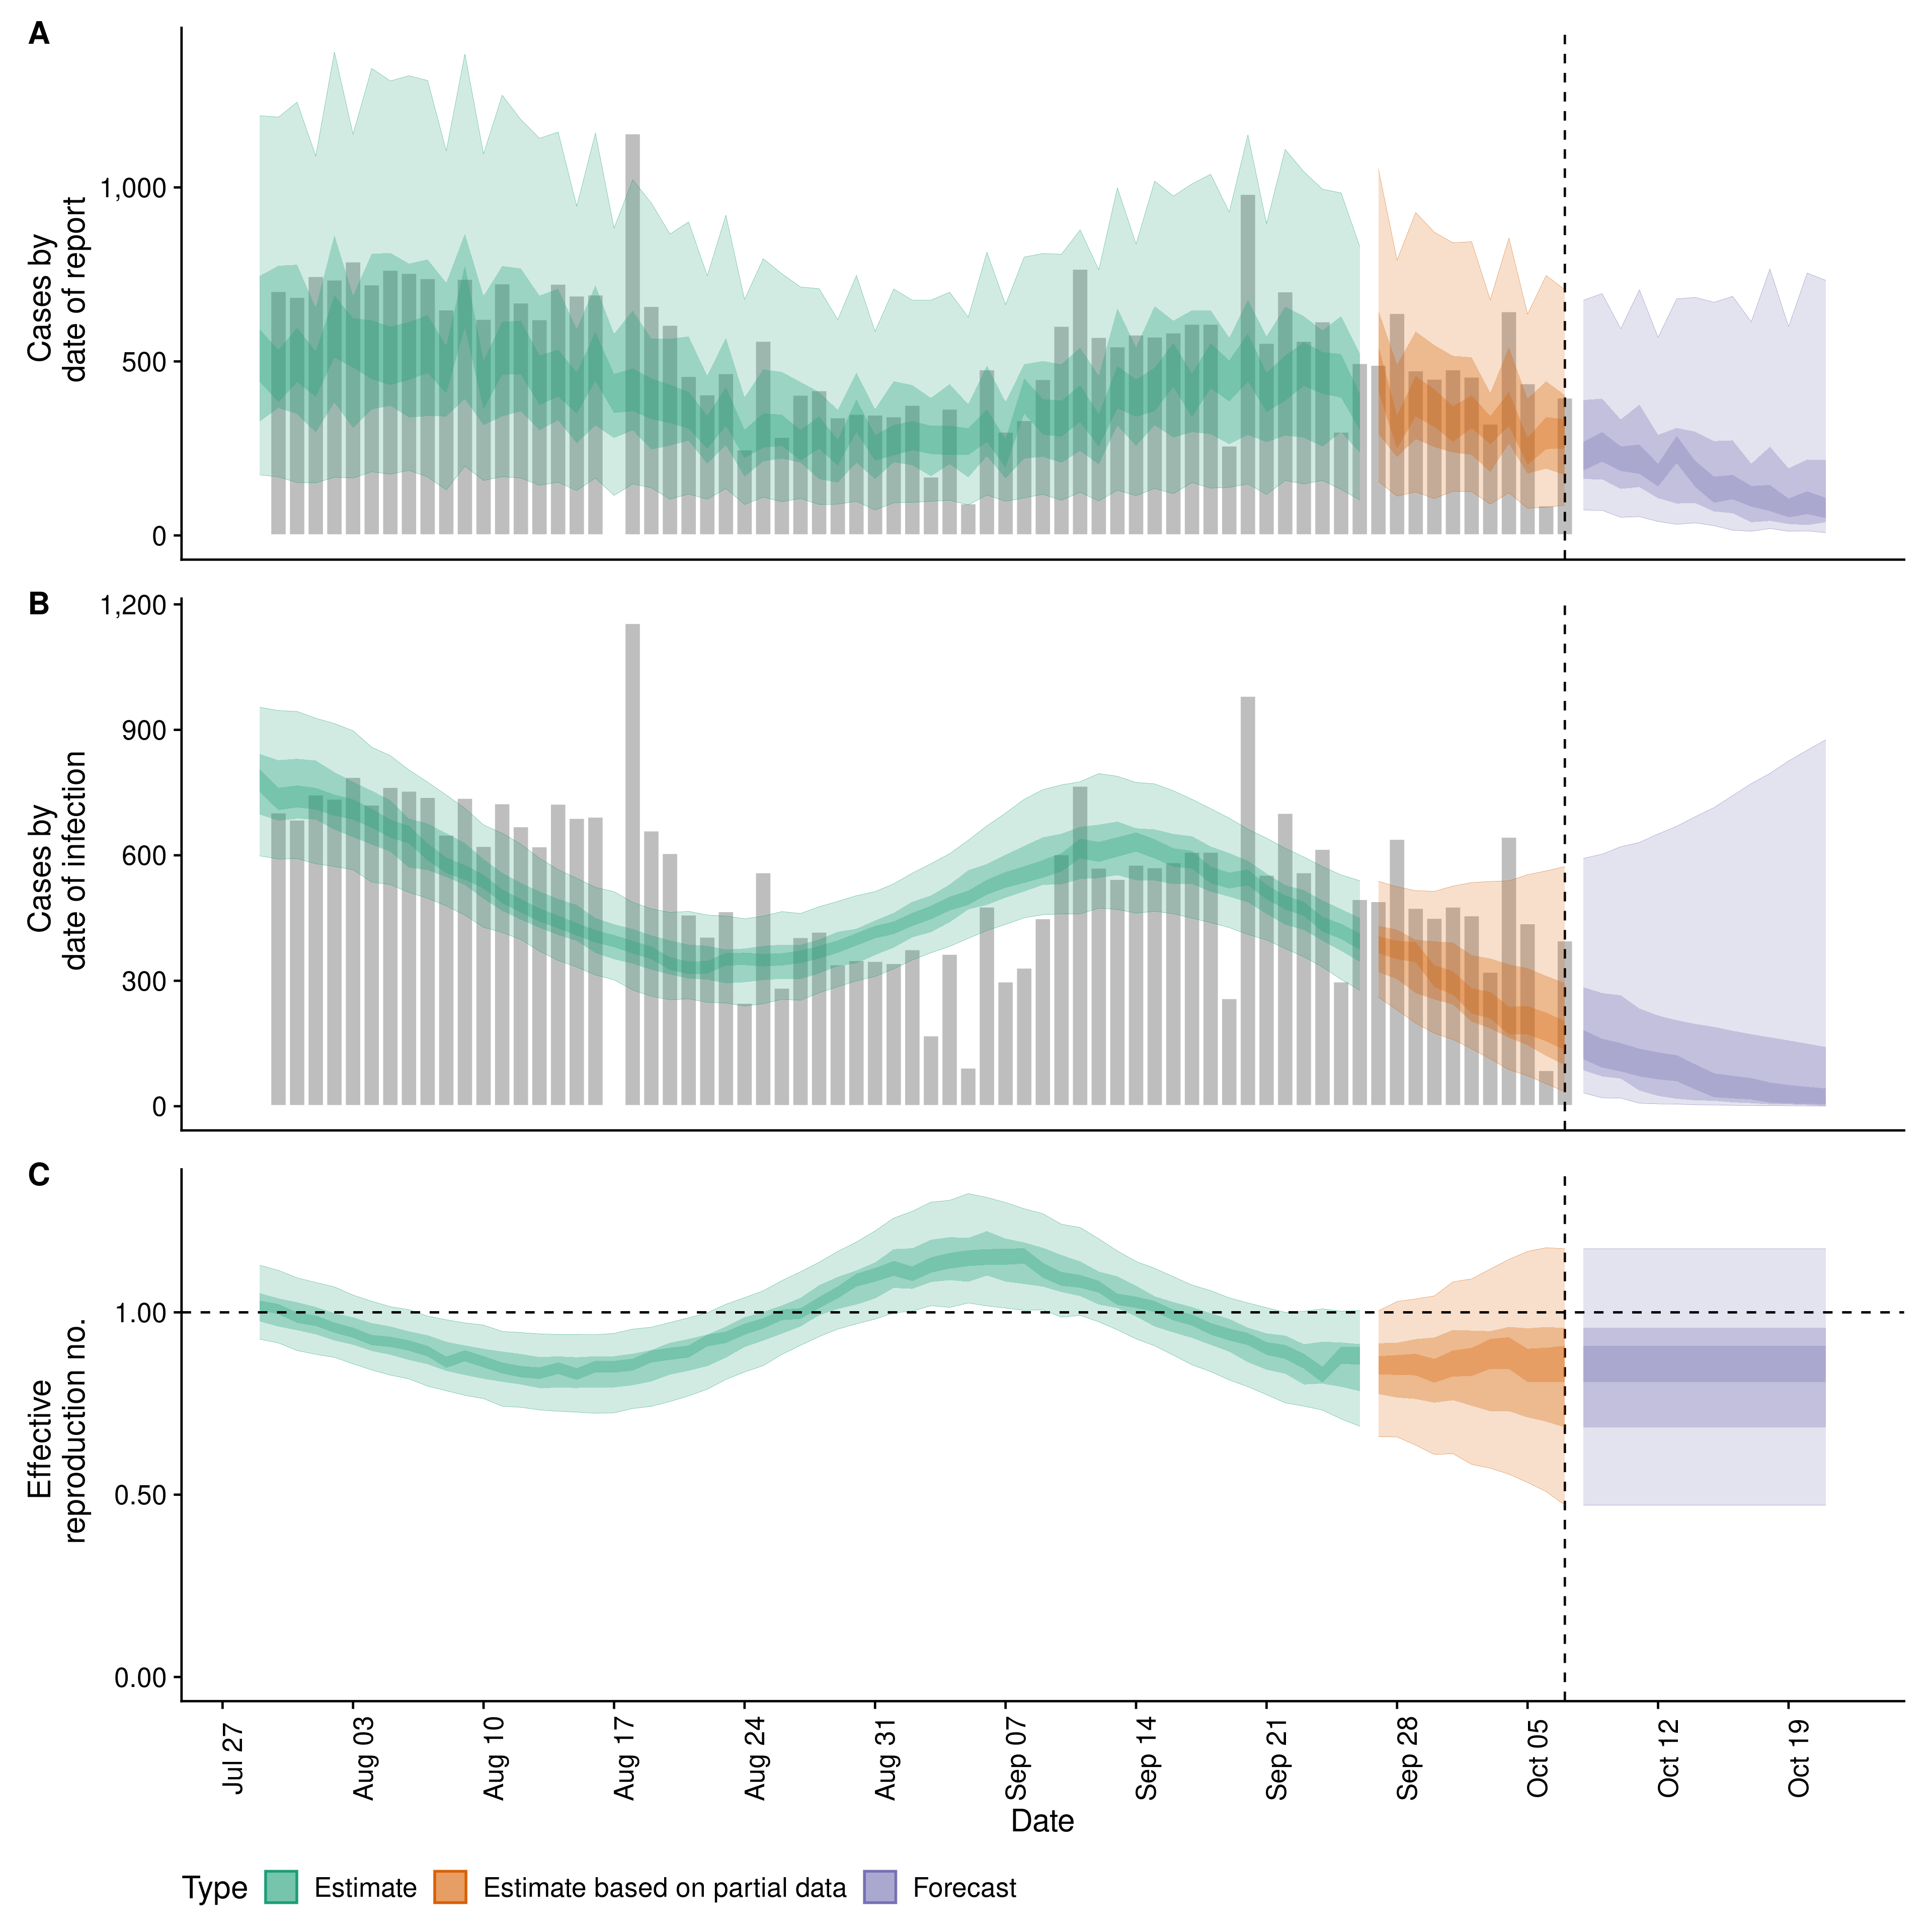 A
Cases by
date of report
1,000
500
0
B
Cases by
date of infection
1,200
900
600
300
0
C
Effective
reproduction no.
1.00
0.50
0.00
Jul 27
Aug 03
Aug 10
Aug 17
Aug 24
Aug 31
Sep 07
Sep 14
Sep 21
Sep 28
Oct 05
Oct 12
Oct 19
Date
Type Estimate Estimate based on partial data Forecast